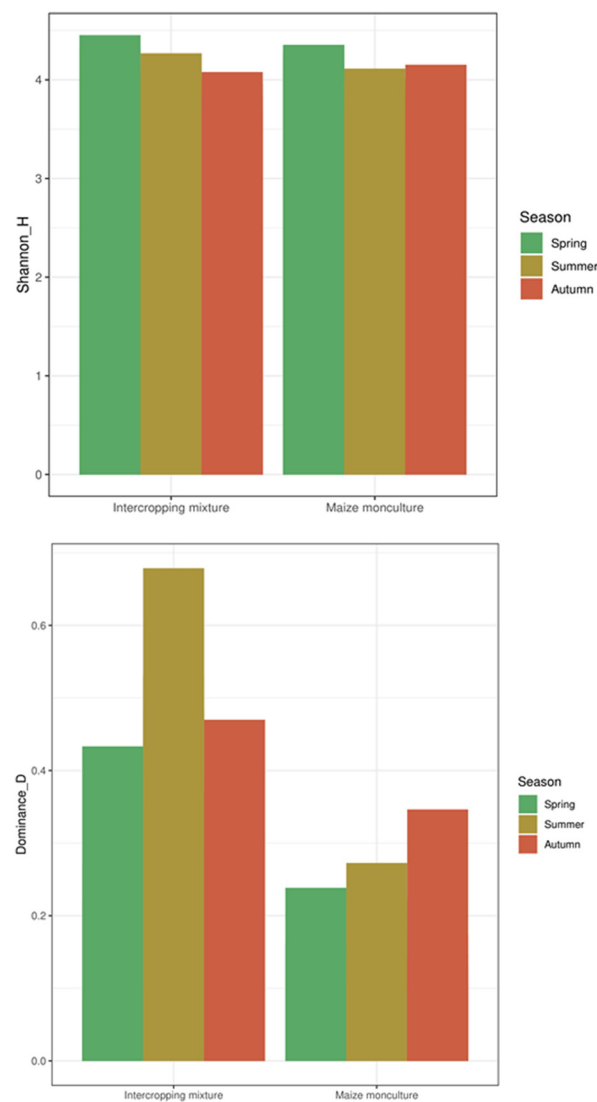 4
3
2
1
0
Shannon_H
Intercropping mixture
Maize monculture
Season
Spring
Summer
Autumn
0.6
0.4
0.2
0.0
Dominance_D
Intercropping mixture
Maize monculture
Season
Spring
Summer
Autumn